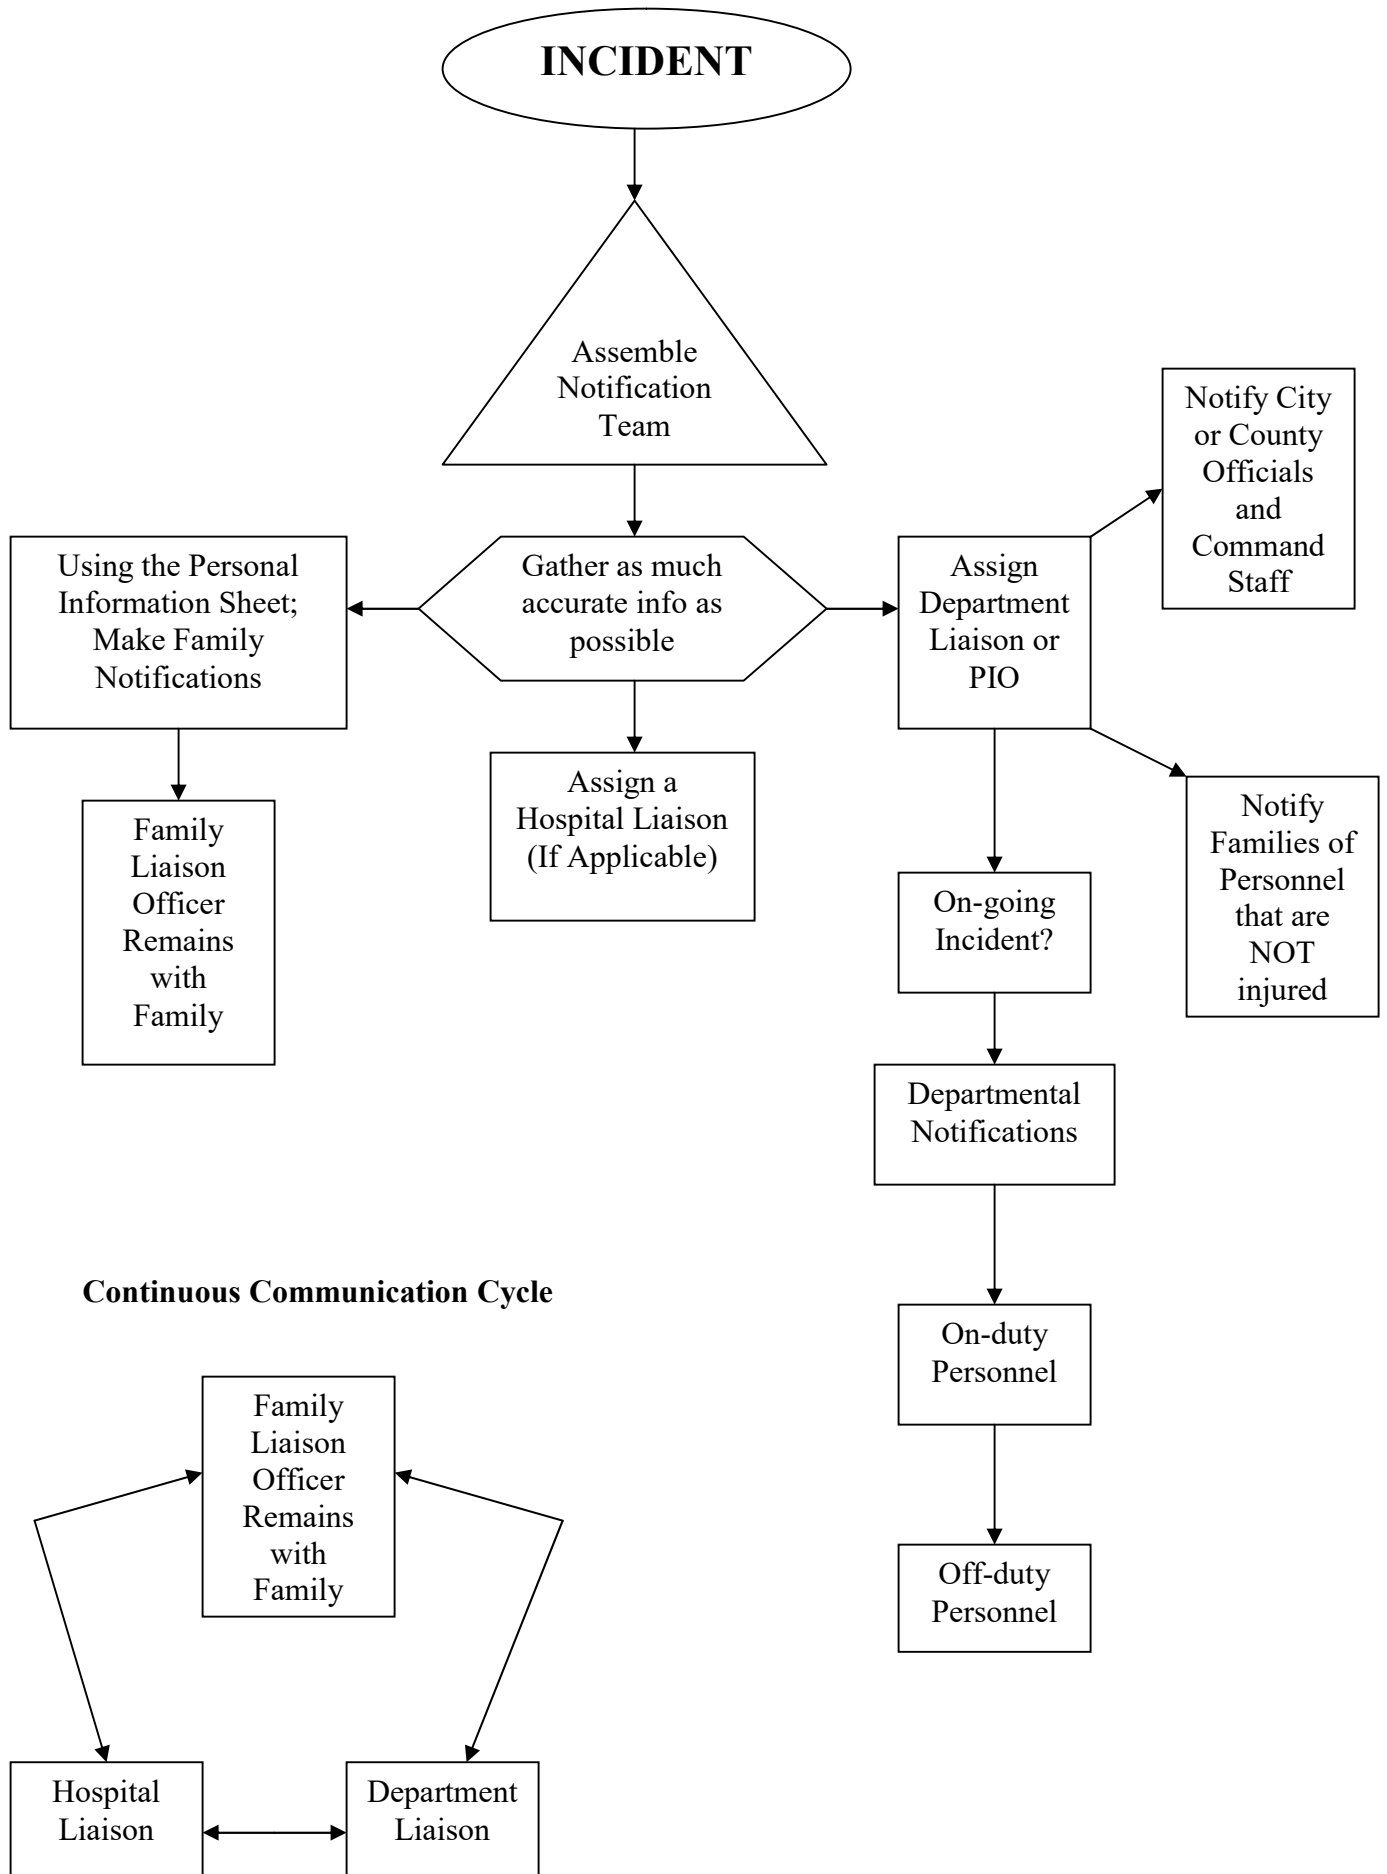 INCIDENT
Assemble
Notification
Team
Notify City
or County
Officials
and
Command
Staff
Using the Personal
Information Sheet;
Make Family
Notifications
Gather as much
accurate info as
possible
Assign
Department
Liaison or
PIO
Assign a
Hospital Liaison
(If Applicable)
Notify
Families of
Personnel
that are
NOT
injured
Family
Liaison
Officer
Remains
with
Family
On-going
Incident?
Departmental
Notifications
On-duty
Personnel
Off-duty
Personnel
Continuous Communication Cycle
Family
Liaison
Officer
Remains
with
Family
Hospital
Liaison
Department
Liaison